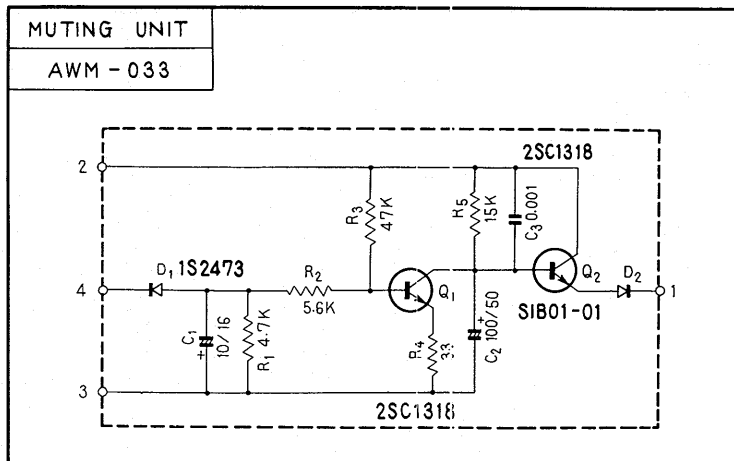 MUTING UNIT
AWM-033
2
2SC1318
R3
47K
R5
15K
C3 0.001
D1 1S2473
R2
5.6K
Q1
Q2
D2
4
1
SIB01-01
C1
10/16
+
R1 4.7K
R4
33
+
C2 100/50
3
2SC1318